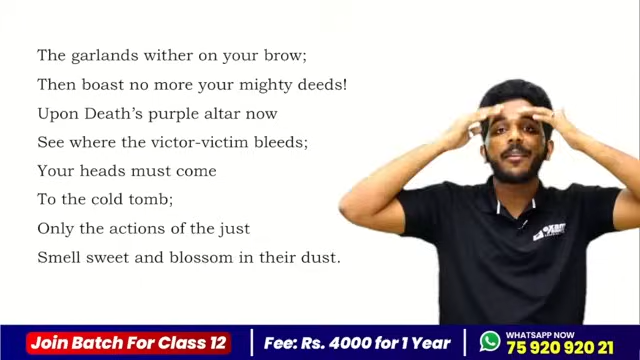 The garlands wither on your brow;
Then boast no more your mighty deeds!
Upon Death's purple altar now
See where the victor-victim bleeds;
Your heads must come
To the cold tomb;
Only the actions of the just
Smell sweet and blossom in their dust.
Join Batch For Class 12
Fee: Rs. 4000 for 1 Year
WHATSAPP NOW
75 920 920 21